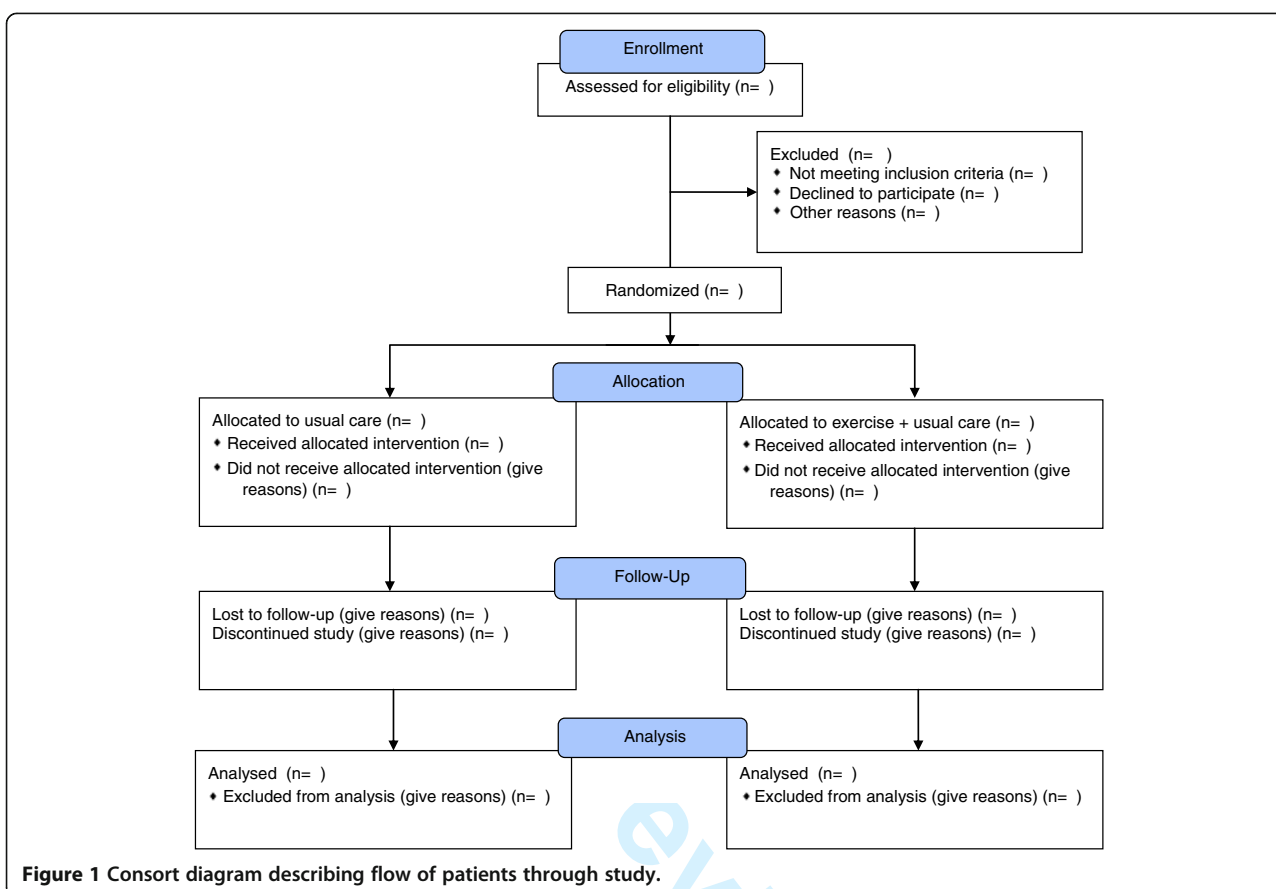 Enrollment
Assessed for eligibility (n= )
Excluded (n= )
◆ Not meeting inclusion criteria (n= )
◆ Declined to participate (n= )
◆ Other reasons (n= )
Randomized (n= )
Allocation
Allocated to usual care (n= )
◆ Received allocated intervention (n= )
◆ Did not receive allocated intervention (give
reasons) (n= )
Allocated to exercise + usual care (n= )
◆ Received allocated intervention (n= )
◆ Did not receive allocated intervention (give
reasons) (n= )
Follow-Up
Lost to follow-up (give reasons) (n= )
Discontinued study (give reasons) (n= )
Lost to follow-up (give reasons) (n= )
Discontinued study (give reasons) (n= )
Analysis
Analysed (n= )
◆ Excluded from analysis (give reasons) (n= )
Analysed (n= )
◆ Excluded from analysis (give reasons) (n= )
Figure 1 Consort diagram describing flow of patients through study.